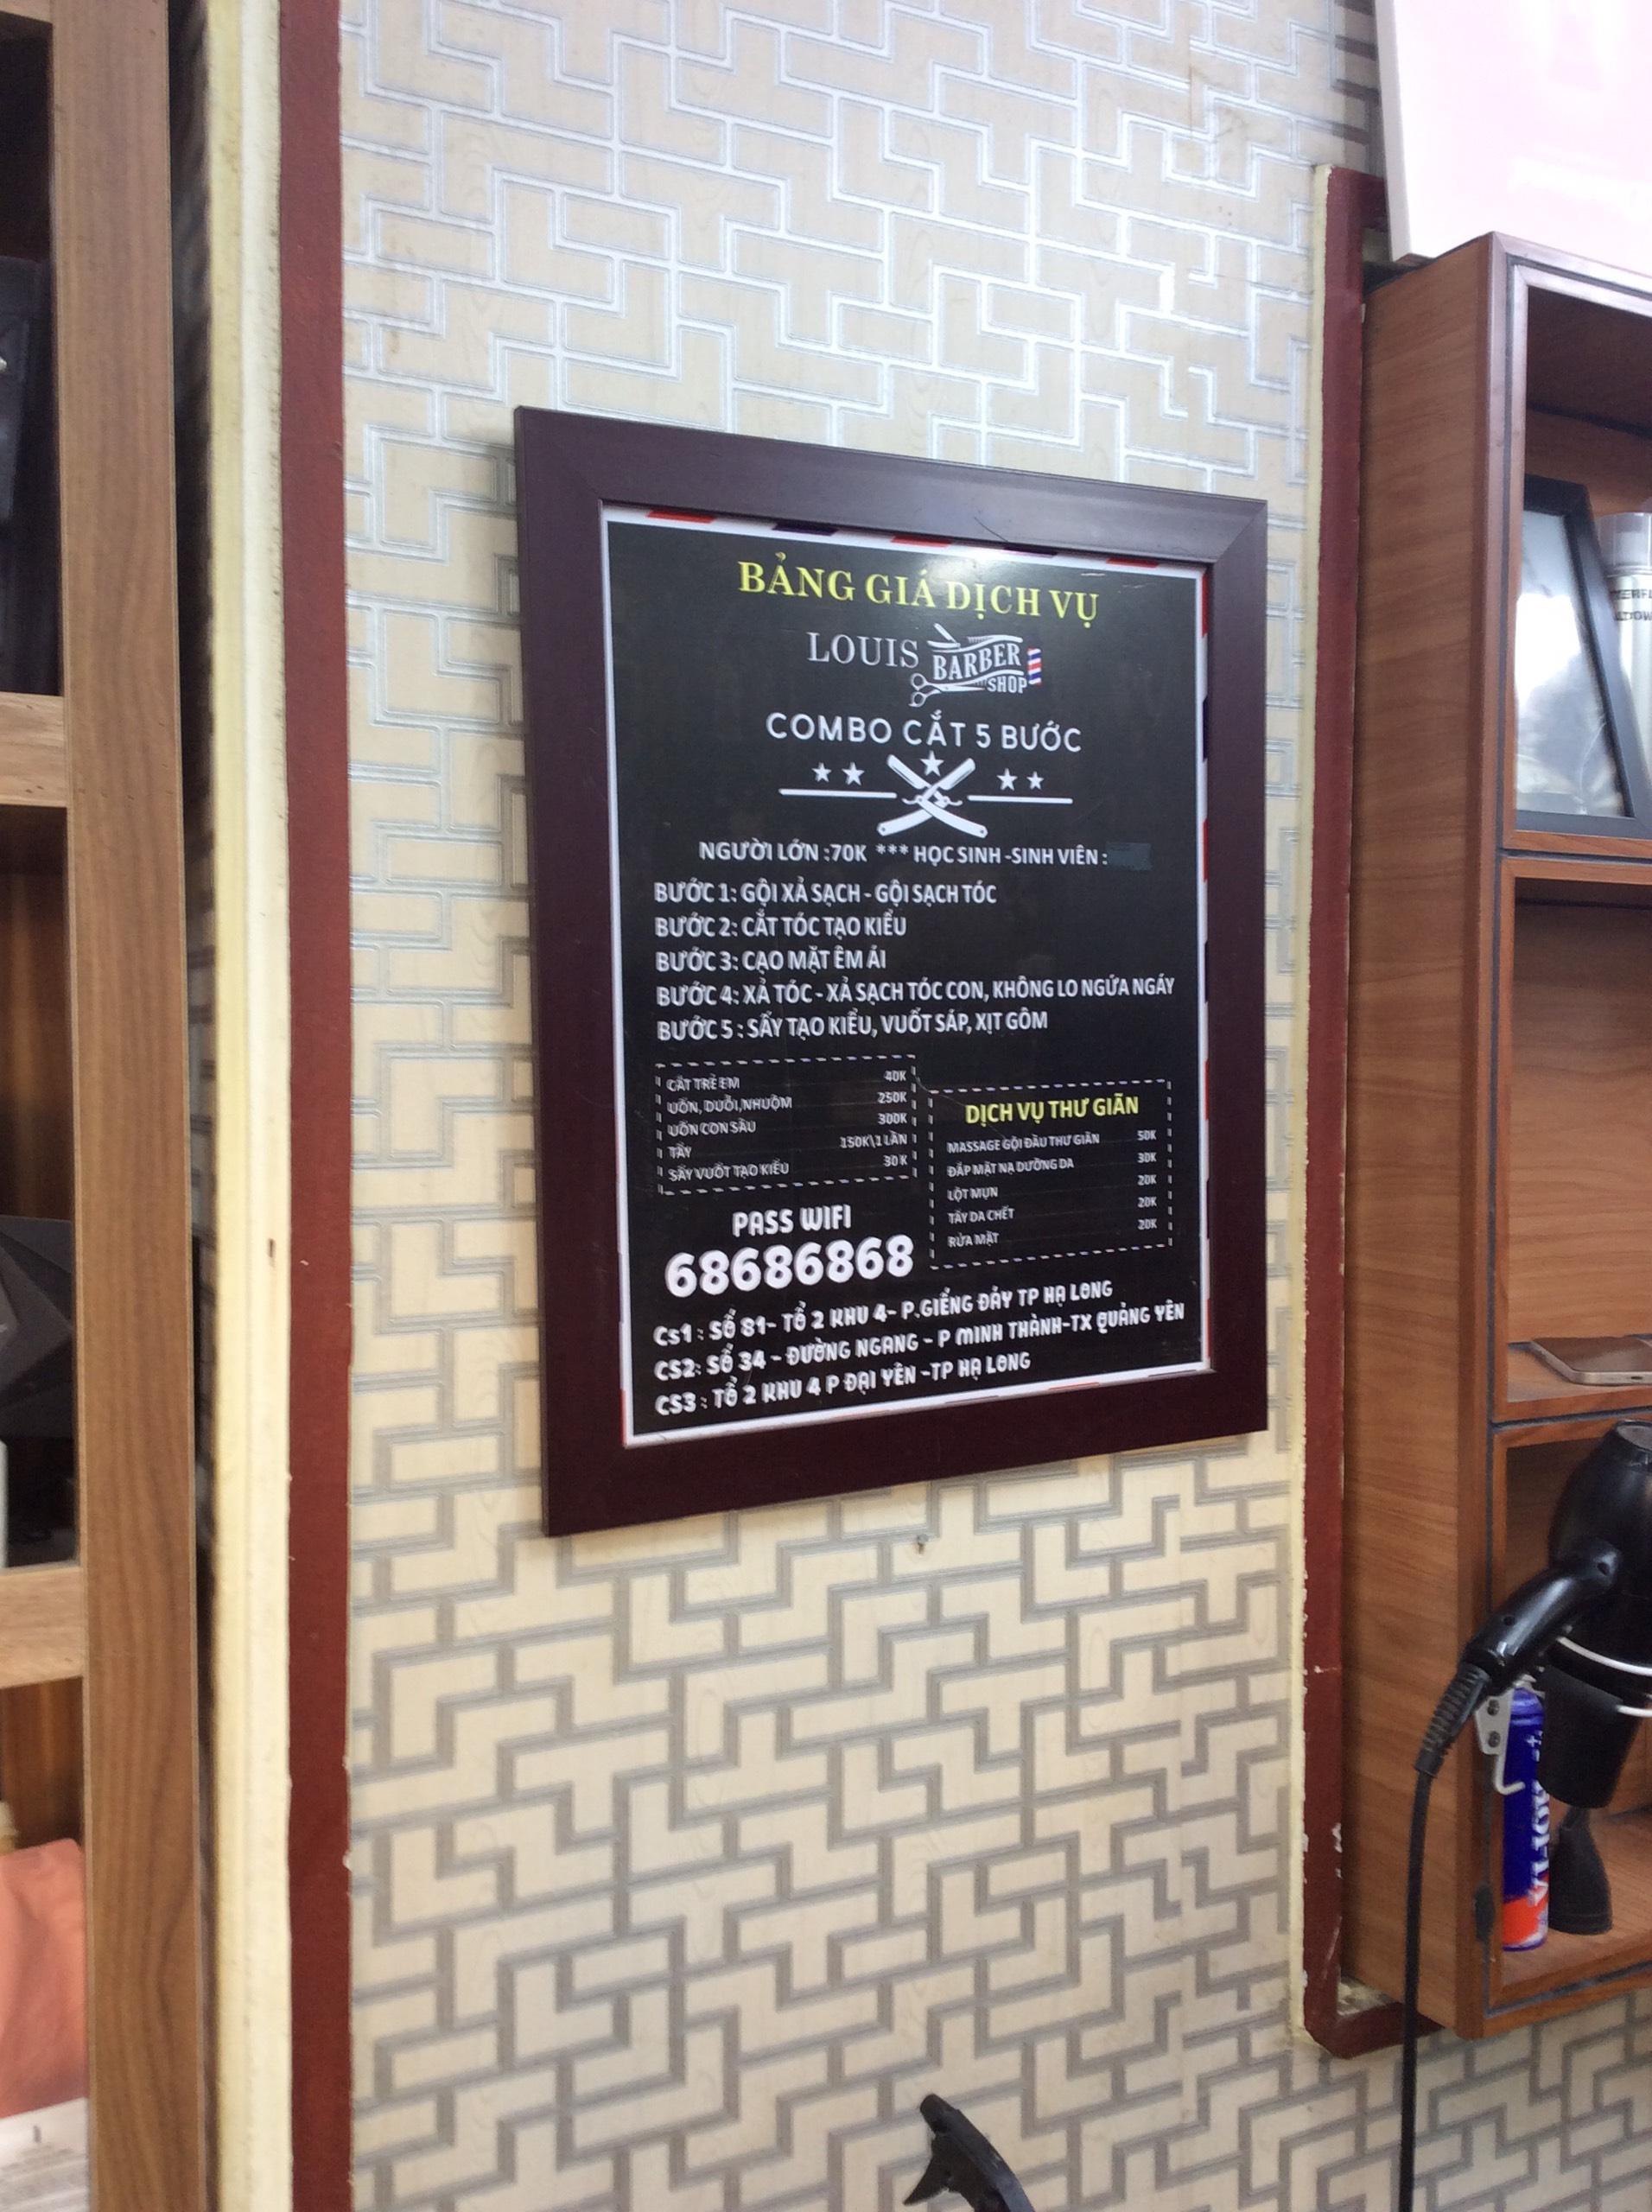 BẢNG GIÁ DỊCH VỤ
LOUIS BARBER SHOP
COMBO CẮT 5 BƯỚC
NGƯỜI LỚN :70K *** HỌC SINH -SINH VIÊN :
BƯỚC 1: GỘI XẢ SẠCH - GỘI SẠCH TÓC
BƯỚC 2: CẮT TÓC TẠO KIỂU
BƯỚC 3: CẠO MẶT ÊM ÁI
BƯỚC 4: XẢ TÓC - XẢ SẠCH TÓC CON, KHÔNG LO NGỨA NGÁY
BƯỚC 5 : SẤY TẠO KIỂU, VUỐT SÁP, XỊT GÔM
CẮT TRẺ EM 40K
UỐN, DUỖI,NHUỘM 250K
UỐN CON SÂU 300K
TẨY 150K\1 LẦN
SẤY VUỐT TẠO KIỂU 30K
DỊCH VỤ THƯ GIÃN
MASSAGE GỘI ĐẦU THƯ GIÃN 50K
ĐẮP MẶT NẠ DƯỠNG DA 30K
LỘT MỤN 20K
TẨY DA CHẾT 20K
RỬA MẶT 20K
PASS WIFI
68686868
CS1 : SỐ 81- TỔ 2 KHU 4- P.GIẾNG ĐÁY TP HẠ LONG
CS2: SỐ 34 - ĐƯỜNG NGANG - P MINH THÀNH-TX QUẢNG YÊN
CS3 : TỔ 2 KHU 4 P ĐẠI YÊN -TP HẠ LONG